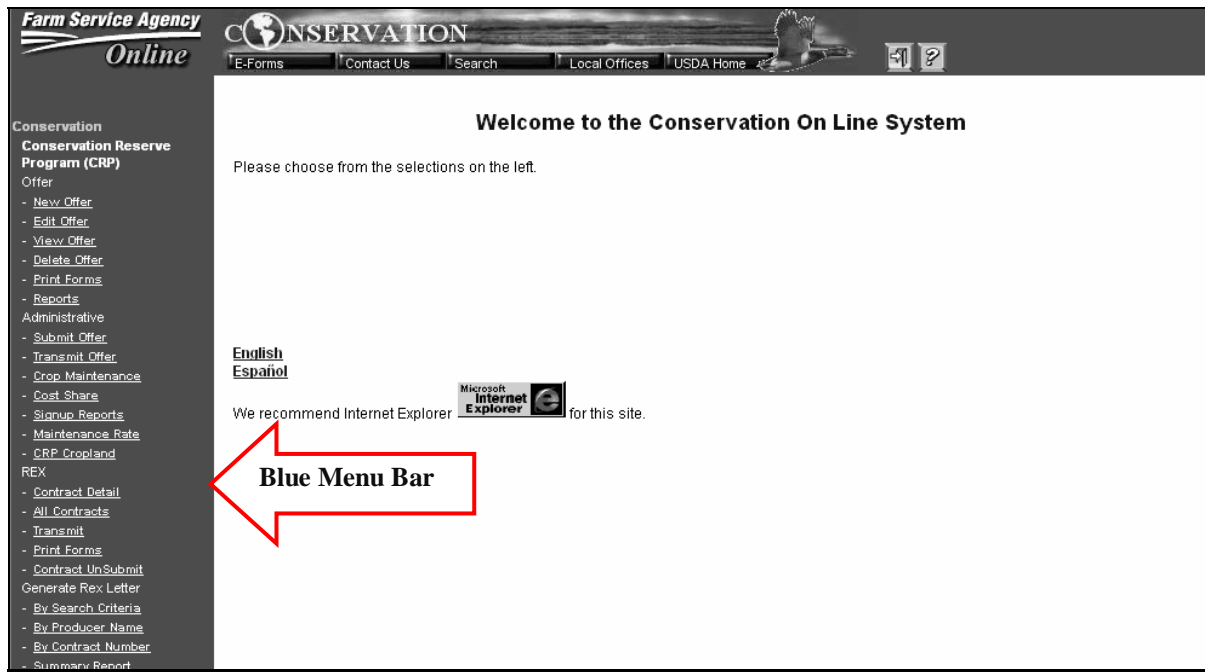 Farm Service Agency
Online
CONSERVATION
E-Forms Contact Us Search Local Offices USDA Home
?
Conservation
Conservation Reserve
Program (CRP)
Offer
- New Offer
- Edit Offer
- View Offer
- Delete Offer
- Print Forms
- Reports
Administrative
- Submit Offer
- Transmit Offer
- Crop Maintenance
- Cost Share
- Signup Reports
- Maintenance Rate
- CRP Cropland
REX
- Contract Detail
- All Contracts
- Transmit
- Print Forms
- Contract UnSubmit
Generate Rex Letter
- By Search Criteria
- By Producer Name
- By Contract Number
- Summary Report
Welcome to the Conservation On Line System
Please choose from the selections on the left.
English
Español
We recommend Internet Explorer Microsoft Internet Explorer for this site.
Blue Menu Bar